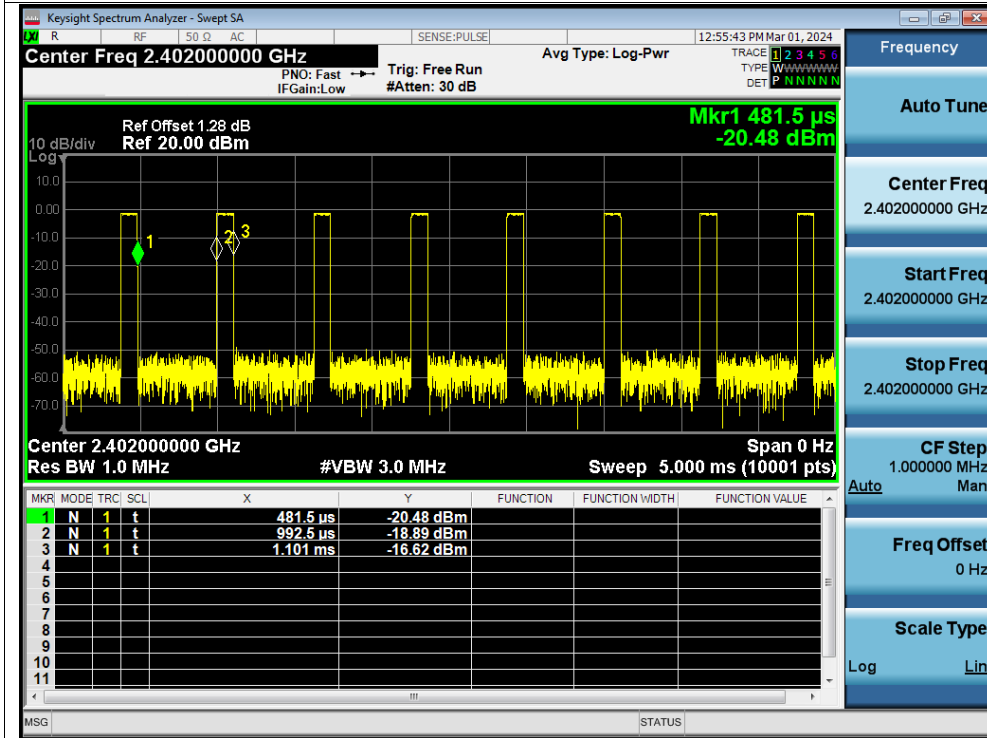 Keysight Spectrum Analyzer - Swept SA
LXI R RF 50 Ω AC SENSE:PULSE 12:55:43 PM Mar 01, 2024
Center Freq 2.402000000 GHz
PNO: Fast
IFGain:Low
Trig: Free Run
#Atten: 30 dB
Avg Type: Log-Pwr
TRACE 1 2 3 4 5 6
TYPE WWWWWW
DET P N N N N N
Ref Offset 1.28 dB
10 dB/div Ref 20.00 dBm
Log
Mkr1 481.5 µs
-20.48 dBm
10.0
0.00
-10.0
-20.0
-30.0
-40.0
-50.0
-60.0
-70.0
1
2
3
Center 2.402000000 GHz Span 0 Hz
Res BW 1.0 MHz #VBW 3.0 MHz Sweep 5.000 ms (10001 pts)
MKR MODE TRC SCL X Y FUNCTION FUNCTION WIDTH FUNCTION VALUE
1 N 1 t 481.5 µs -20.48 dBm
2 N 1 t 992.5 µs -18.89 dBm
3 N 1 t 1.101 ms -16.62 dBm
4
5
6
7
8
9
10
11
MSG STATUS
Frequency
Auto Tune
Center Freq
2.402000000 GHz
Start Freq
2.402000000 GHz
Stop Freq
2.402000000 GHz
CF Step
1.000000 MHz
Auto Man
Freq Offset
0 Hz
Scale Type
Log Lin